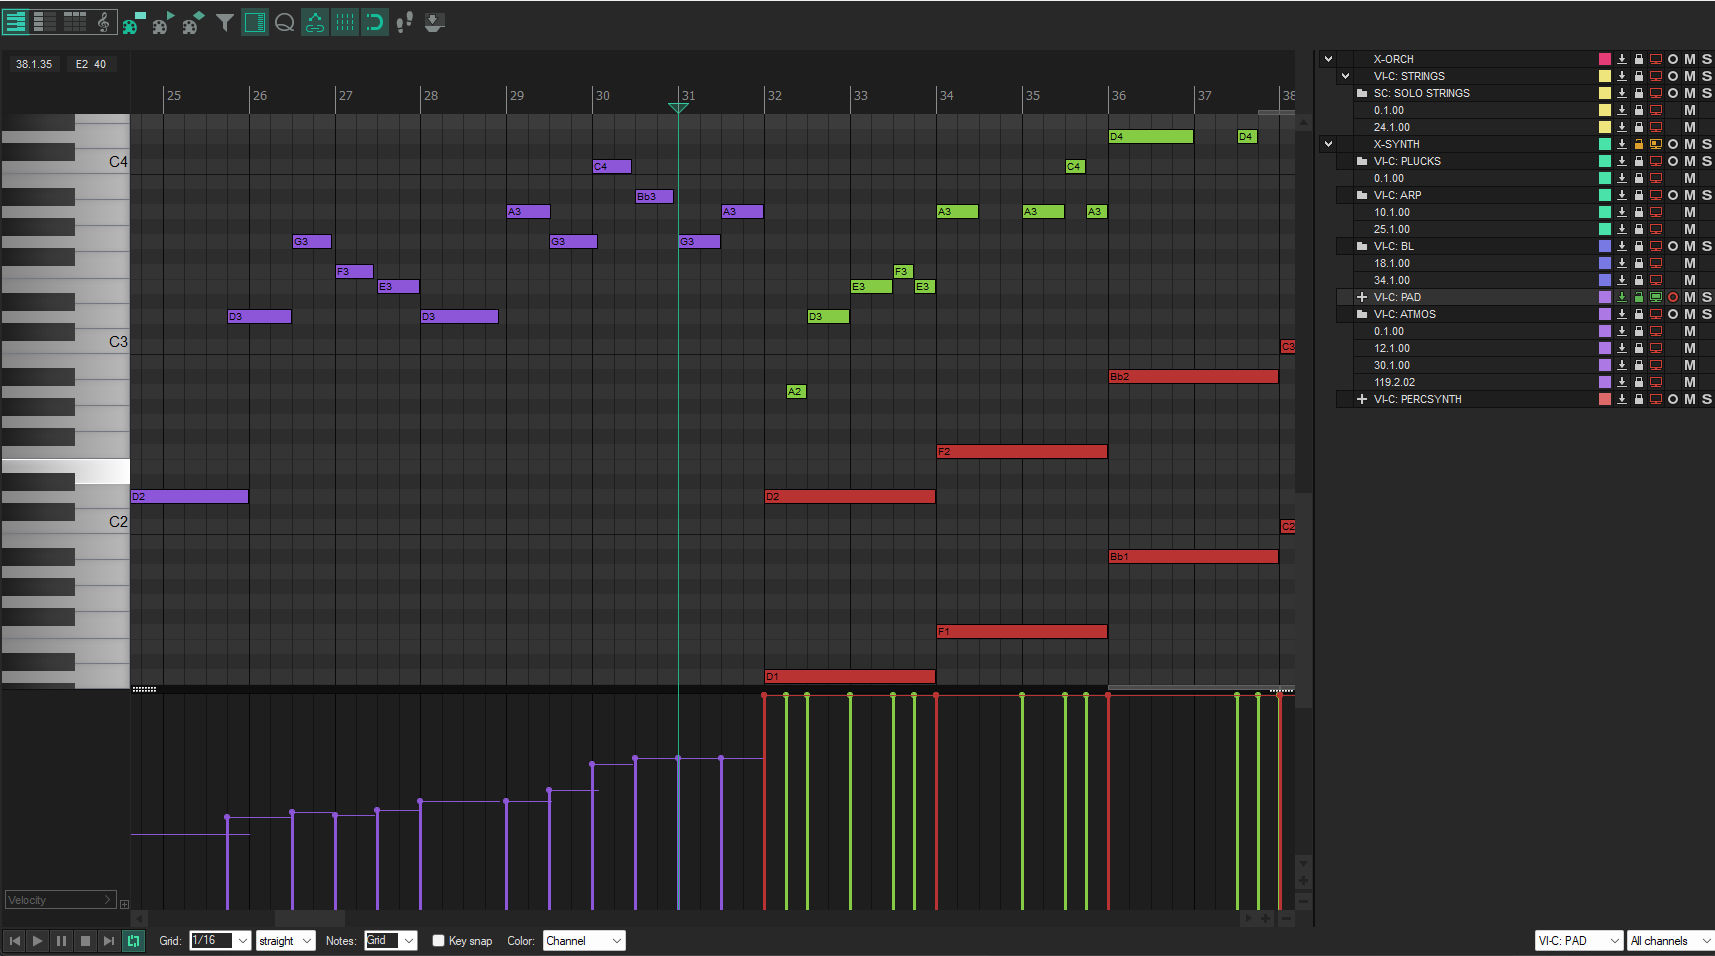 38.1.35 E2 40
25 26 27 28 29 30 31 32 33 34 35 36 37 38
D4 D4
C4 C4 C4
Bb3
A3 A3 A3 A3 A3
G3 G3 G3
F3 F3
E3 E3 E3
D3 D3 D3
C3 C3
Bb2
A2
F2
D2 D2
C2 C2
Bb1
F1
D1
Velocity
Grid: 1/16 straight Notes: Grid Key snap Color: Channel
X-ORCH M S
VI-C: STRINGS M S
SC: SOLO STRINGS M S
0.1.00 M
24.1.00 M
X-SYNTH M S
VI-C: PLUCKS M S
0.1.00 M
VI-C: ARP M S
10.1.00 M
25.1.00 M
VI-C: BL M S
18.1.00 M
34.1.00 M
VI-C: PAD M S
VI-C: ATMOS M S
0.1.00 M
12.1.00 M
30.1.00 M
119.2.02 M
VI-C: PERCSYNTH M S
VI-C: PAD All channels